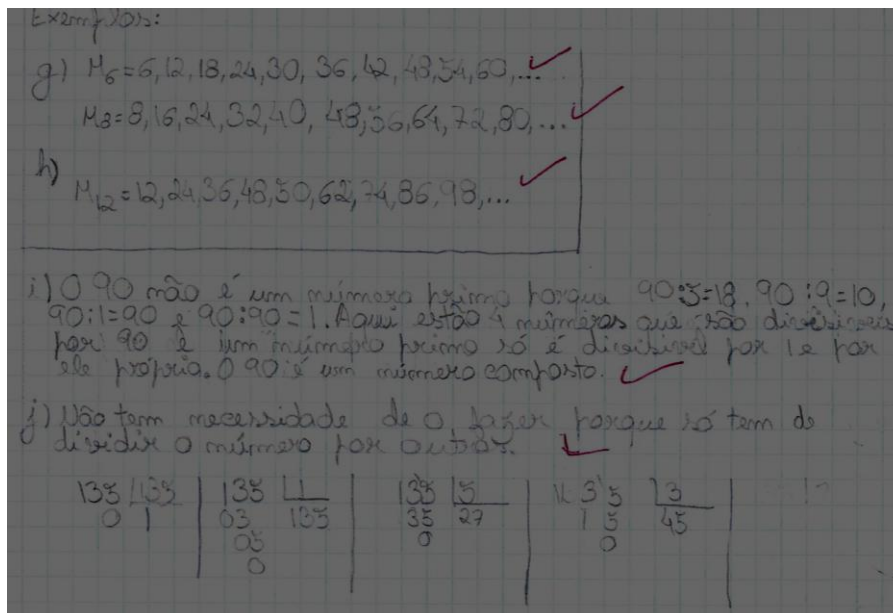 Exemplos:
g) M6=6,12,18,24,30, 36,42,48,54,60,...
M8=8,16,24,32,40, 48,56,64,72,80,...
h)
M12=12,24,36,48,50,62,74,86,98,...
i) O 90 não é um número primo porque 90:5=18, 90:9=10,
90:1=90 e 90:90=1. Aqui estão 4 números que são divisiveis
por 90 e um número primo só é divisivel por 1 e por
ele próprio. O 90 é um número composto.
j) Não tem necessidade de o fazer porque só tem de
dividir o número por outros.
135 |135 135 |1 135 |5 135 |3
0 1 03 135 35 27 15 45
05 0 0
0